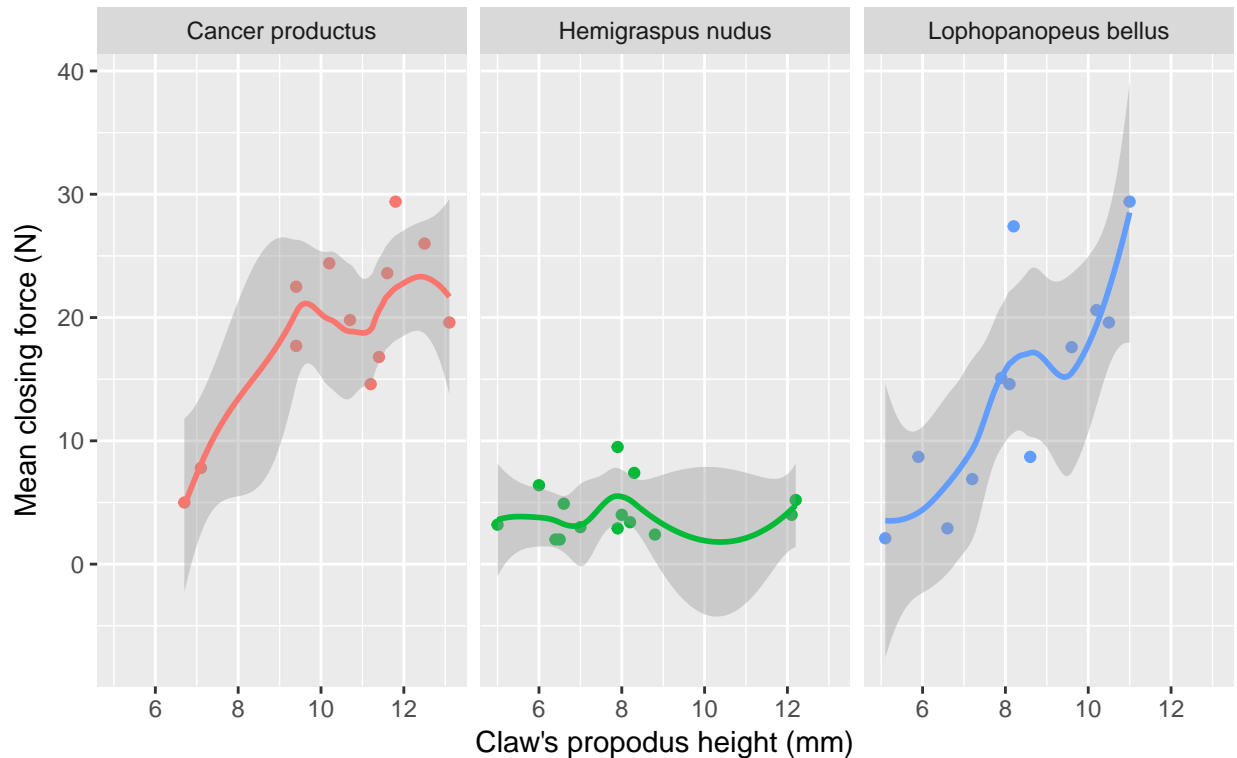 Cancer productus Hemigraspus nudus Lophopanopeus bellus
Mean closing force (N)
40
30
20
10
0
6 8 10 12 6 8 10 12 6 8 10 12
Claw's propodus height (mm)